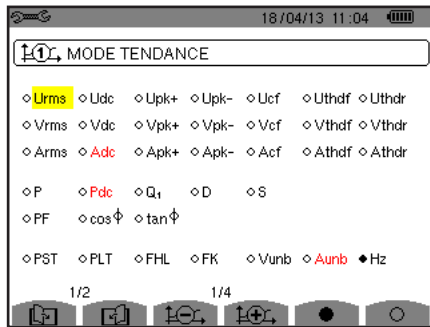 18/04/13 11:04
1 MODE TENDANCE
Urms Udc Upk+ Upk- Ucf Uthdf Uthdr
Vrms Vdc Vpk+ Vpk- Vcf Vthdf Vthdr
Arms Adc Apk+ Apk- Acf Athdf Athdr
P Pdc Q₁ D S
PF cosΦ tanΦ
PST PLT FHL FK Vunb Aunb Hz
1/2 1/4